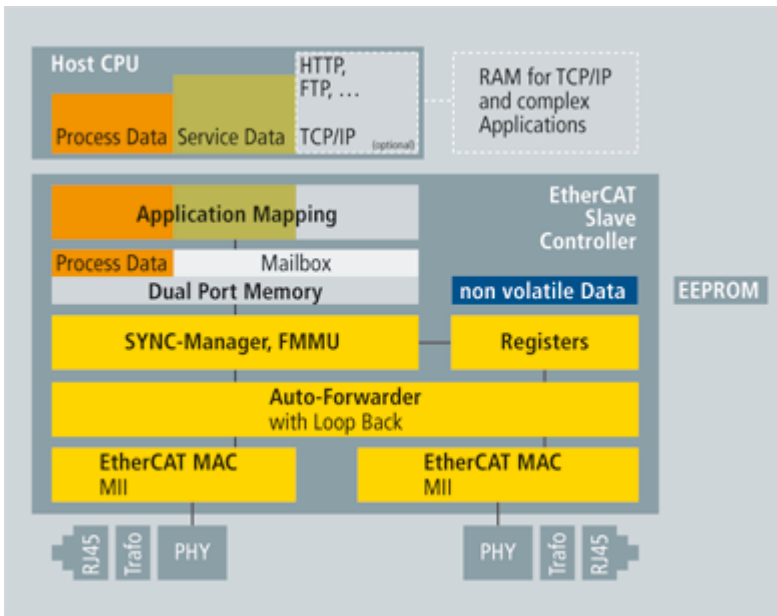 Host CPU
HTTP,
FTP, ...
Process Data
Service Data
TCP/IP
(optional)
RAM for TCP/IP
and complex
Applications
EtherCAT
Slave
Controller
Application Mapping
Process Data
Mailbox
Dual Port Memory
non volatile Data
EEPROM
SYNC-Manager, FMMU
Registers
Auto-Forwarder
with Loop Back
EtherCAT MAC
MII
EtherCAT MAC
MII
RJ45
Trafo
PHY
PHY
Trafo
RJ45